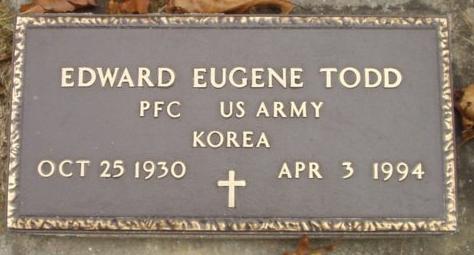 EDWARD EUGENE TODD
PFC US ARMY
KOREA
OCT 25 1930 APR 3 1994